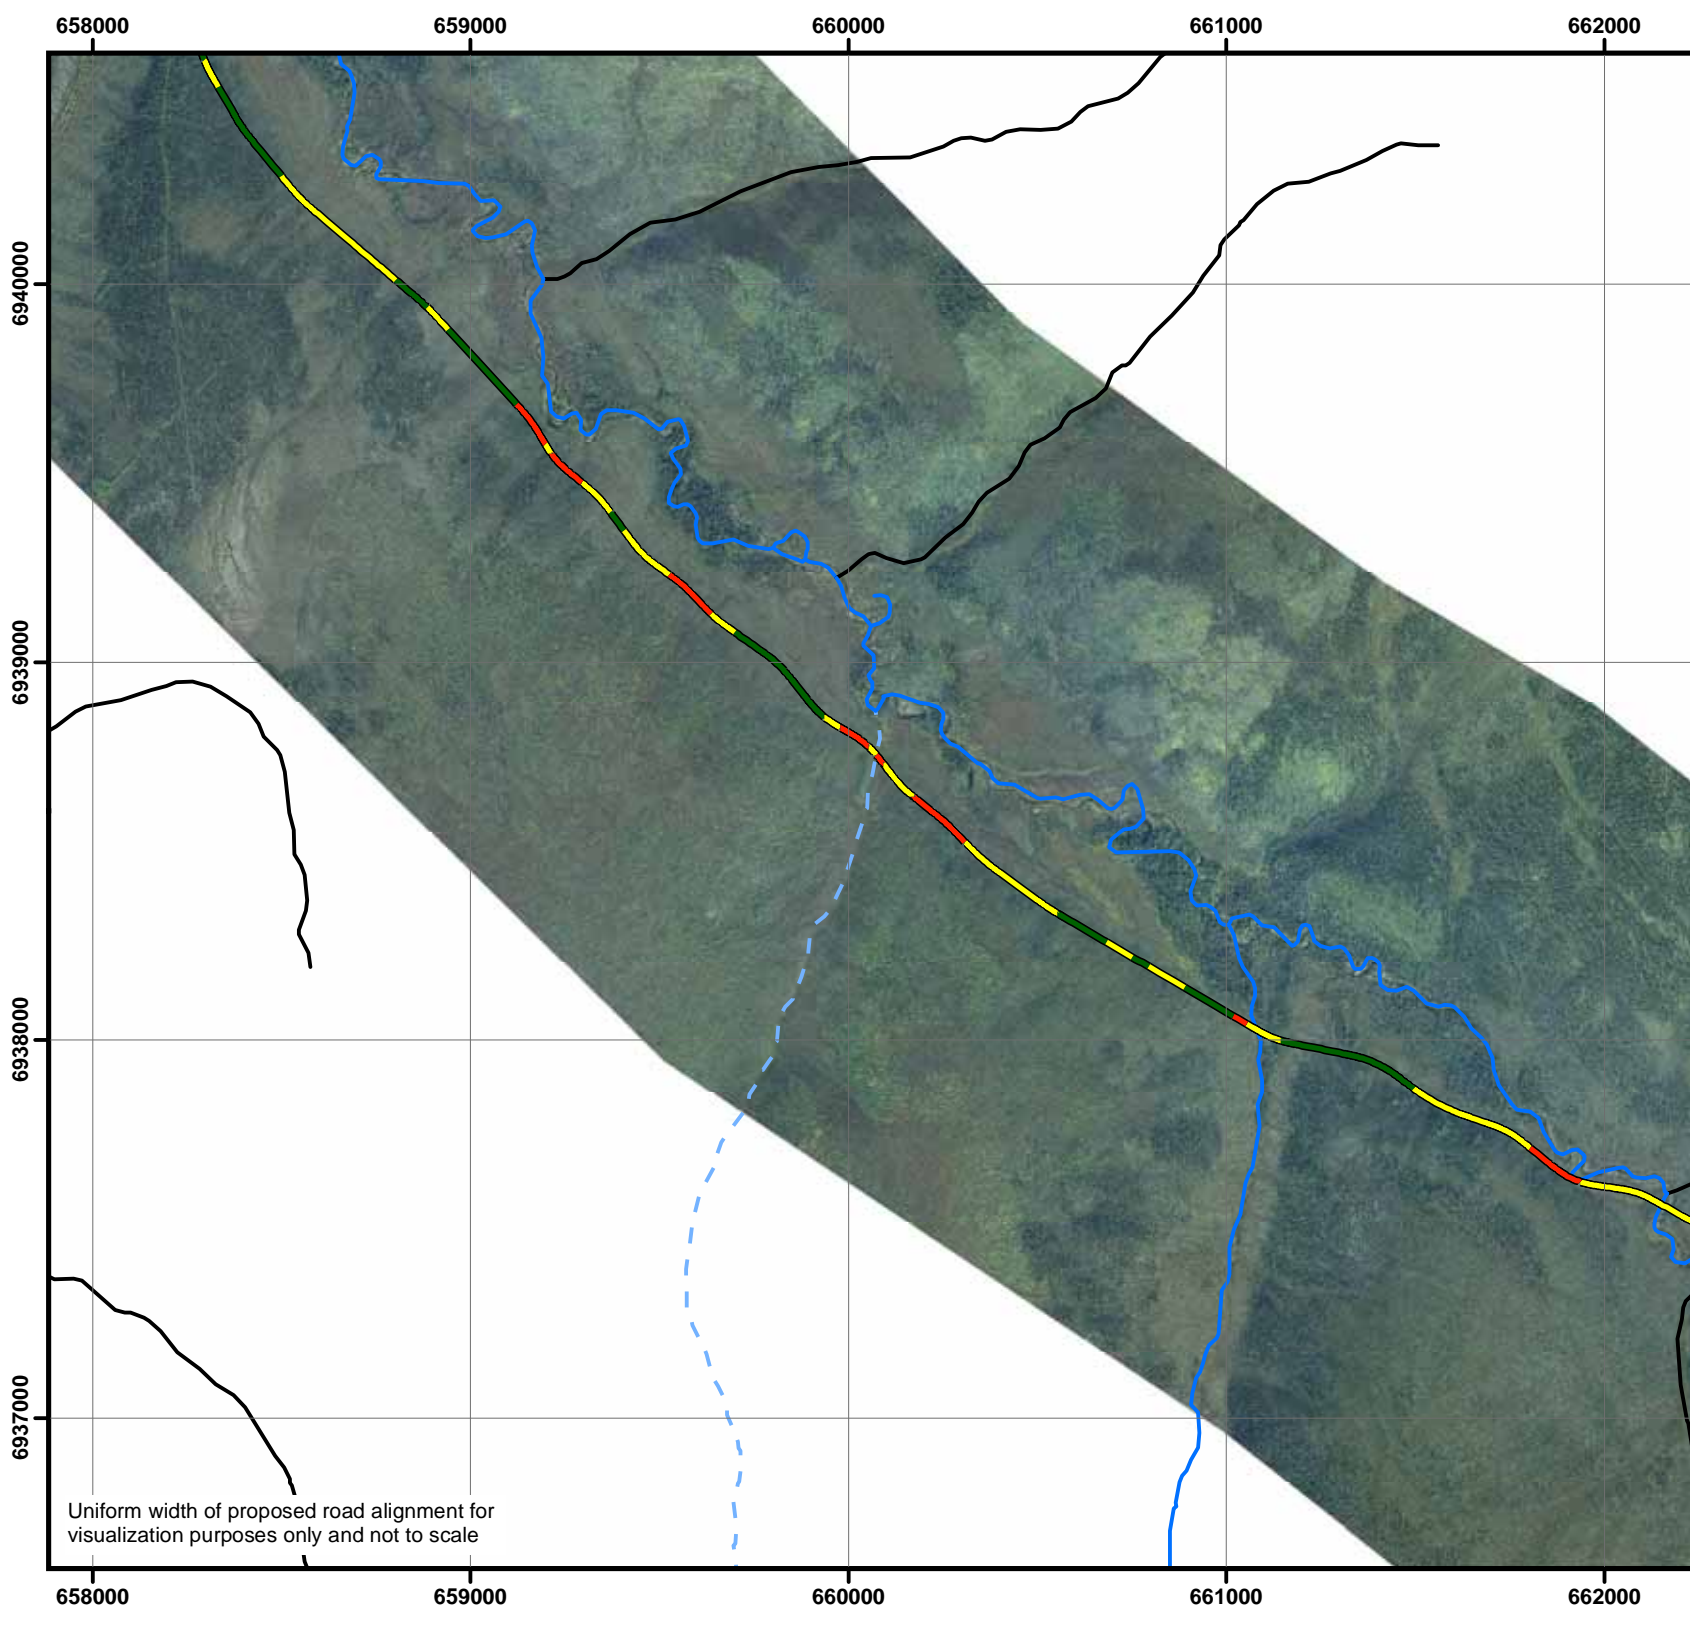 658000 659000 660000 661000 662000
6940000
6939000
6938000
6937000
Uniform width of proposed road alignment for
visualization purposes only and not to scale
658000 659000 660000 661000 662000